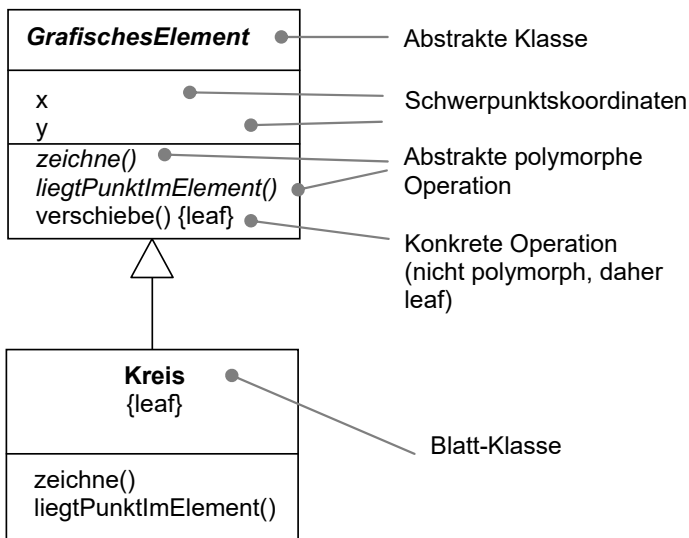 GrafischesElement
Abstrakte Klasse
x
y
Schwerpunktskoordinaten
zeichne()
liegtPunktImElement()
verschiebe() {leaf}
Abstrakte polymorphe
Operation
Konkrete Operation
(nicht polymorph, daher
leaf)
Kreis
{leaf}
Blatt-Klasse
zeichne()
liegtPunktImElement()